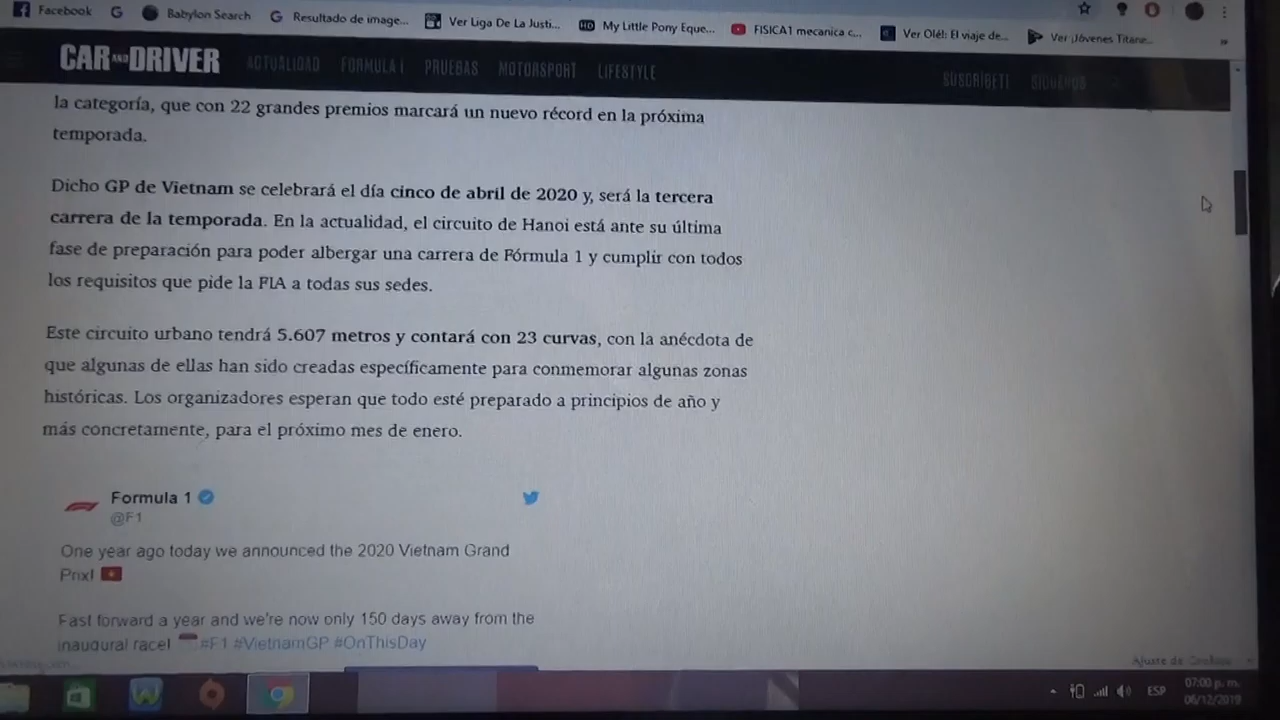 Facebook
Babylon Search
Resultado de image...
Ver Liga De La Justi...
My Little Pony Eque...
FISICA1 mecanica c...
Ver Olé!: El viaje de...
Ver ¡Jóvenes Titane...
»
CAR AND DRIVER ACTUALIDAD FORMULA 1 PRUEBAS MOTORSPORT LIFESTYLE SUSCRÍBETE SÍGUENOS
la categoría, que con 22 grandes premios marcará un nuevo récord en la próxima
temporada.
Dicho GP de Vietnam se celebrará el día cinco de abril de 2020 y, será la tercera
carrera de la temporada. En la actualidad, el circuito de Hanoi está ante su última
fase de preparación para poder albergar una carrera de Fórmula 1 y cumplir con todos
los requisitos que pide la FIA a todas sus sedes.
Este circuito urbano tendrá 5.607 metros y contará con 23 curvas, con la anécdota de
que algunas de ellas han sido creadas específicamente para conmemorar algunas zonas
históricas. Los organizadores esperan que todo esté preparado a principios de año y
más concretamente, para el próximo mes de enero.
Formula 1
@F1
One year ago today we announced the 2020 Vietnam Grand
Prix!
Fast forward a year and we're now only 150 days away from the
inaugural race! #F1 #VietnamGP #OnThisDay
Ajuste de
ESP
07:00 p. m.
06/12/2019